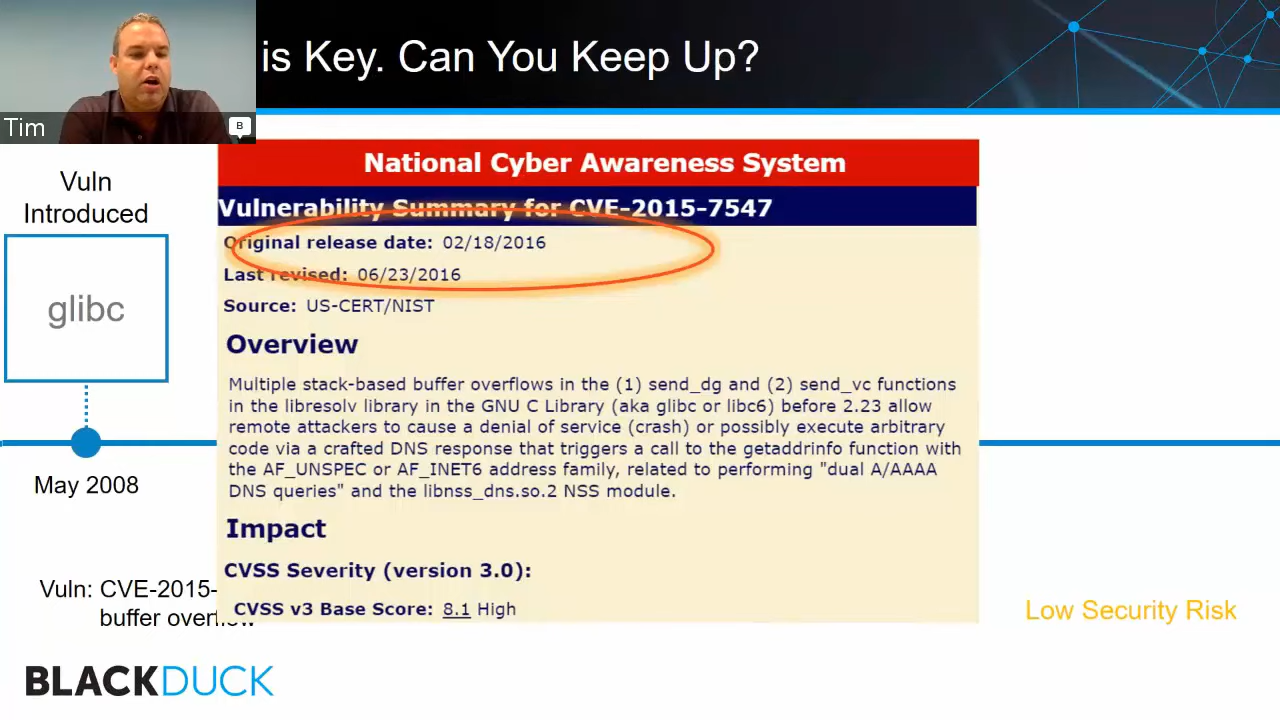 is Key. Can You Keep Up?
Tim
B
National Cyber Awareness System
Vuln
Introduced
Vulnerability Summary for CVE-2015-7547
Original release date: 02/18/2016
Last revised: 06/23/2016
Source: US-CERT/NIST
glibc
Overview
Multiple stack-based buffer overflows in the (1) send_dg and (2) send_vc functions
in the libresolv library in the GNU C Library (aka glibc or libc6) before 2.23 allow
remote attackers to cause a denial of service (crash) or possibly execute arbitrary
code via a crafted DNS response that triggers a call to the getaddrinfo function with
the AF_UNSPEC or AF_INET6 address family, related to performing "dual A/AAAA
DNS queries" and the libnss_dns.so.2 NSS module.
May 2008
Impact
CVSS Severity (version 3.0):
CVSS v3 Base Score: 8.1 High
Vuln: CVE-2015-
buffer overflow
Low Security Risk
BLACKDUCK